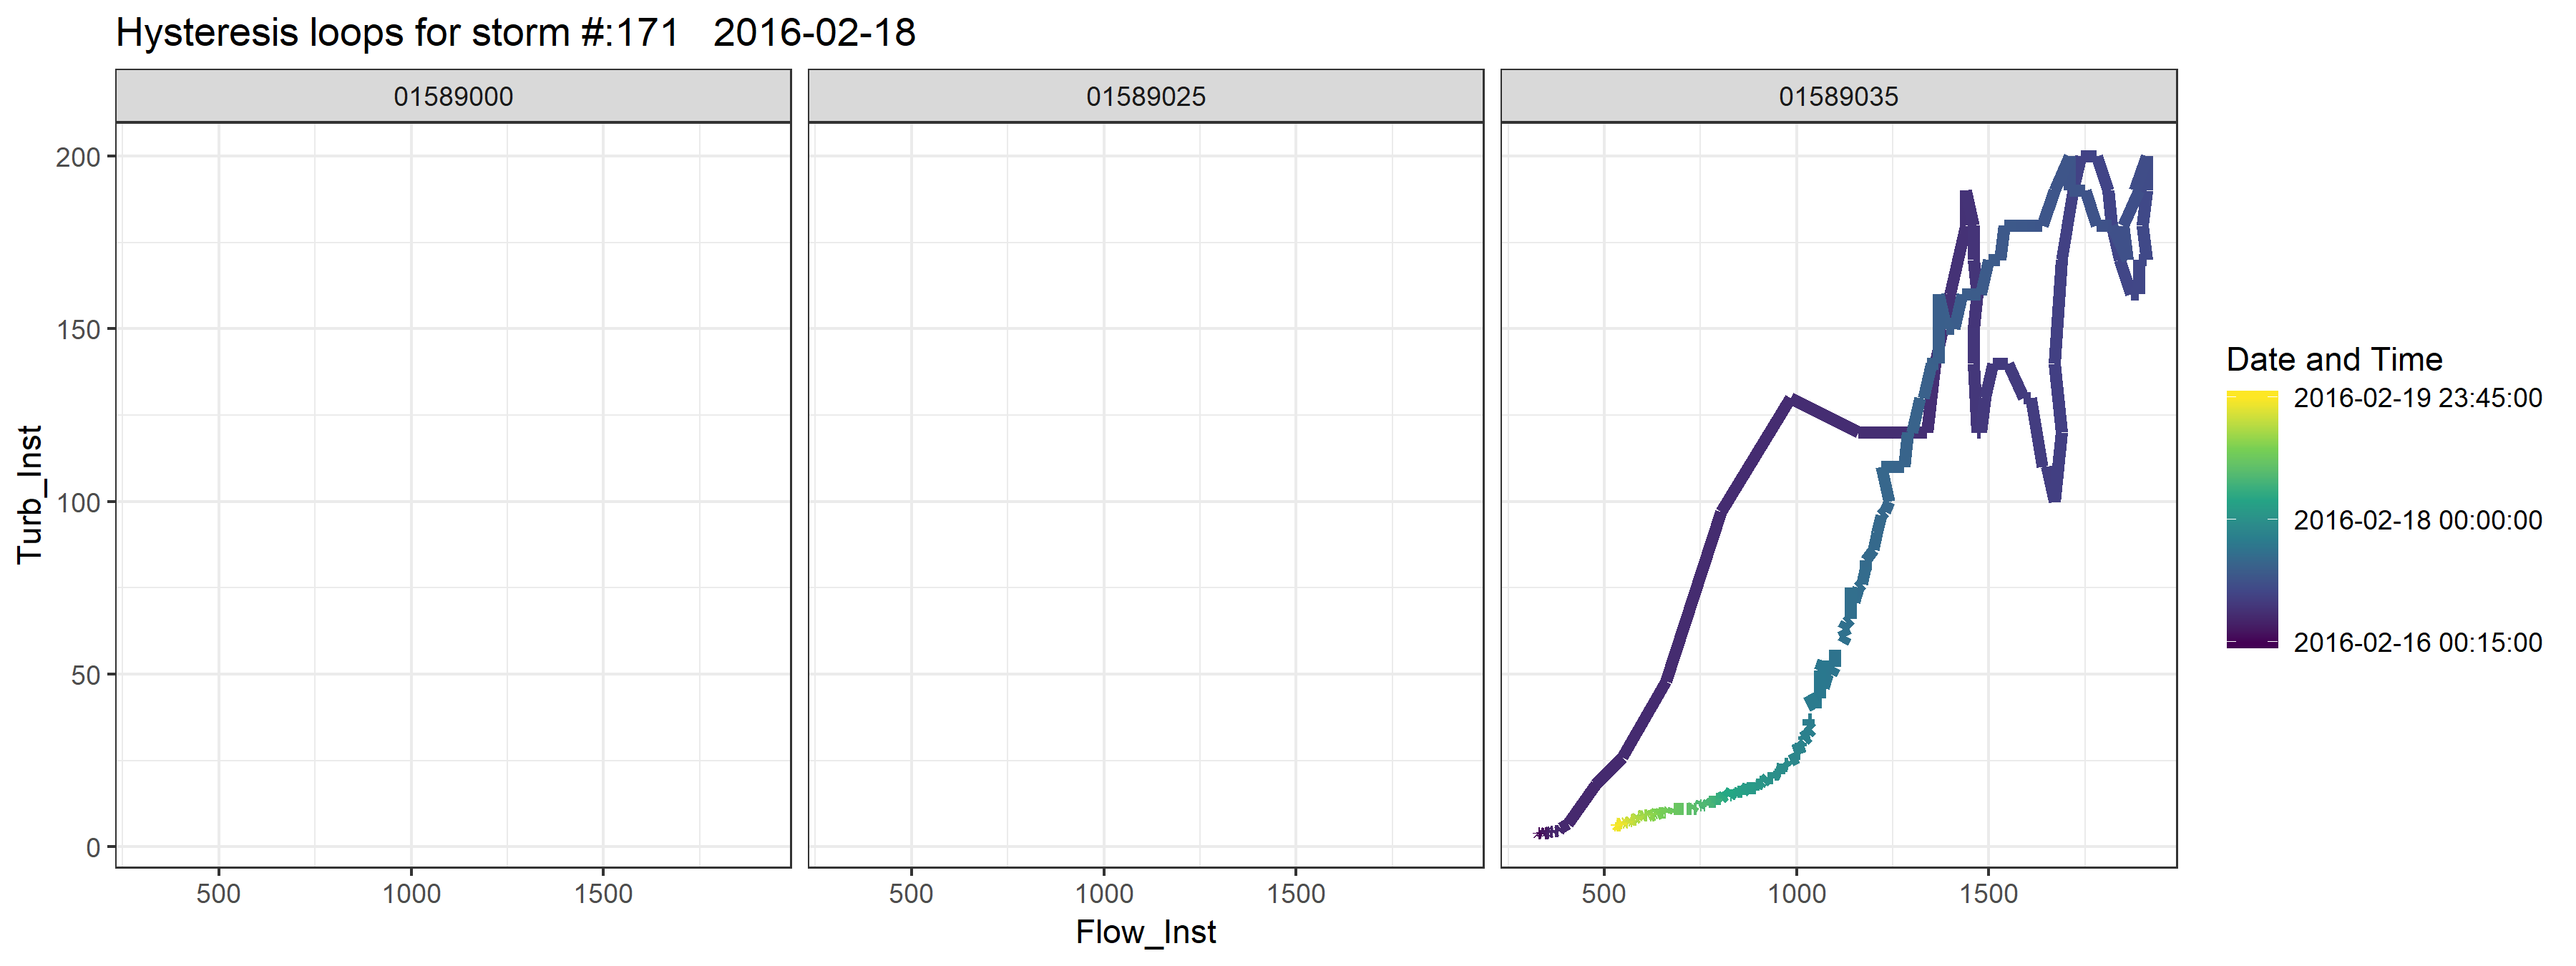 Hysteresis loops for storm #:171   2016-02-18
01589000
01589025
01589035
200
150
100
50
0
Turb_Inst
500 1000 1500
500 1000 1500
500 1000 1500
Flow_Inst
Date and Time
2016-02-19 23:45:00
2016-02-18 00:00:00
2016-02-16 00:15:00